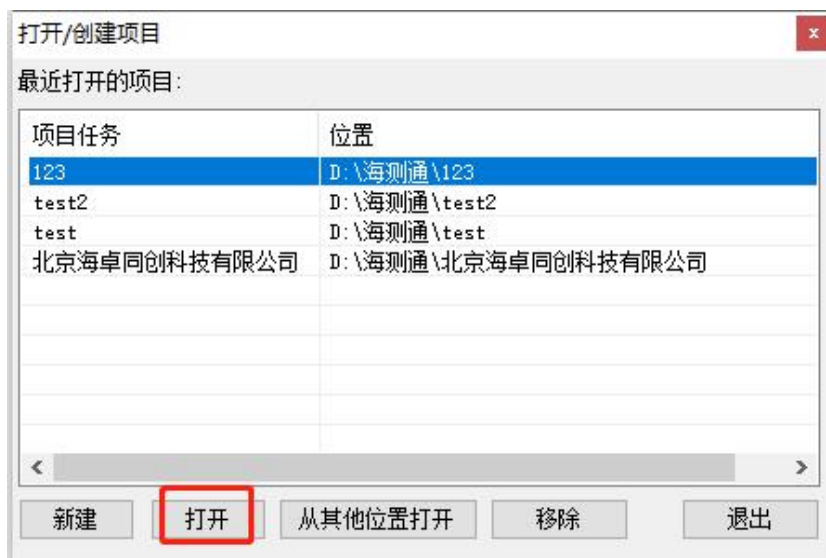 打开/创建项目
x
最近打开的项目:
项目任务 位置
123 D:\海测通\123
test2 D:\海测通\test2
test D:\海测通\test
北京海卓同创科技有限公司 D:\海测通\北京海卓同创科技有限公司
新建 打开 从其他位置打开 移除 退出